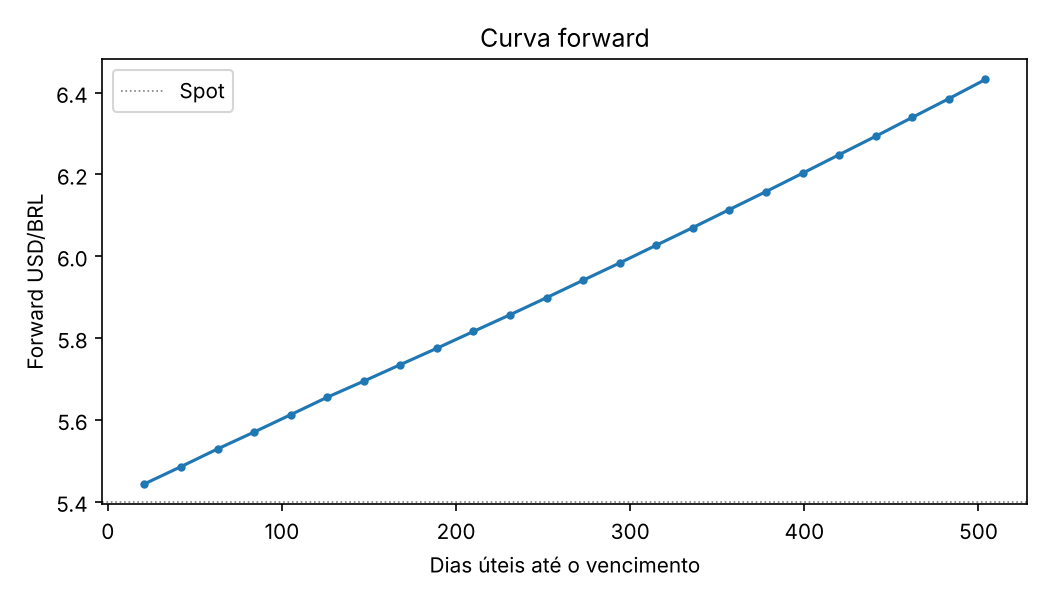 Curva forward
Spot
Forward USD/BRL
6.4
6.2
6.0
5.8
5.6
5.4
0 100 200 300 400 500
Dias úteis até o vencimento